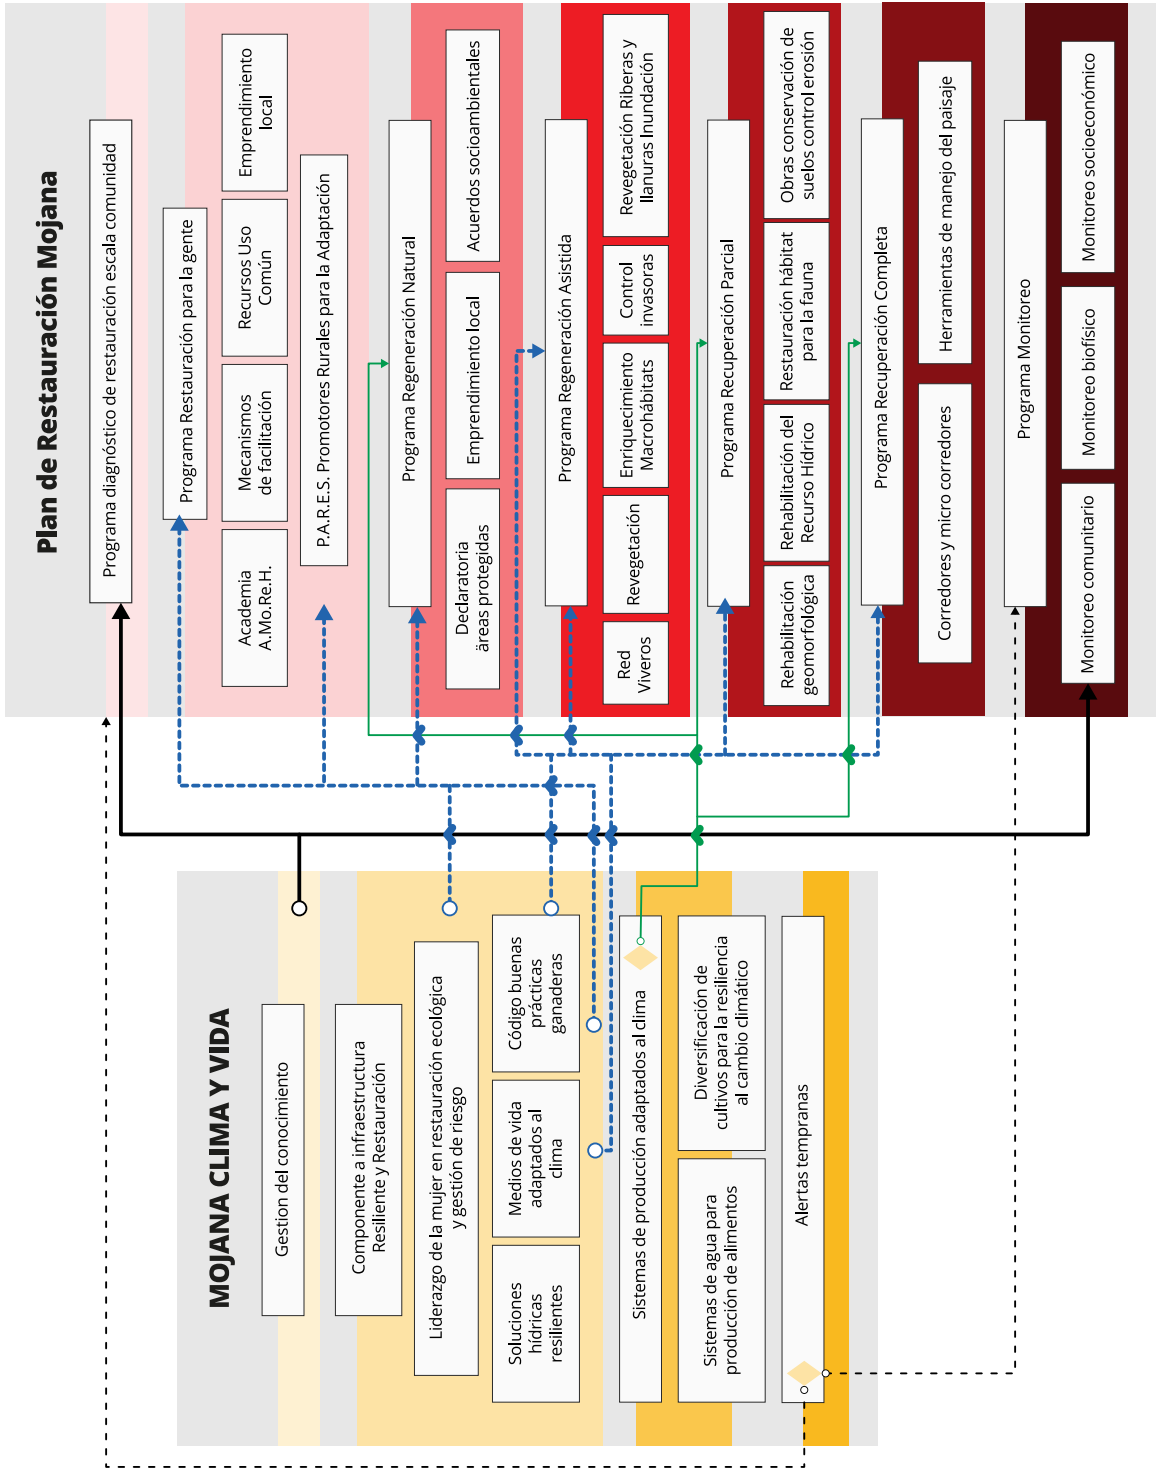 MOJANA CLIMA Y VIDA
Gestion del conocimiento
Componente a infraestructura
Resiliente y Restauración
Liderazgo de la mujer en restauración ecológica
y gestión de riesgo
Soluciones
hídricas
resilientes
Medios de vida
adaptados al
clima
Código buenas
prácticas
ganaderas
Sistemas de producción adaptados al clima
Sistemas de agua para
producción de alimentos
Diversificación de
cultivos para la resiliencia
al cambio climático
Alertas tempranas
Plan de Restauración Mojana
Programa diagnóstico de restauración escala comunidad
Programa Restauración para la gente
Academia
A.Mo.Re.H.
Mecanismos
de facilitación
Recursos Uso
Común
Emprendimiento
local
P.A.R.E.S. Promotores Rurales para la Adaptación
Programa Regeneración Natural
Declaratoria
äreas protegidas
Emprendimiento local
Acuerdos socioambientales
Programa Regeneración Asistida
Red
Viveros
Revegetación
Enriquecimiento
Macrohábitats
Control
invasoras
Revegetación Riberas y
llanuras Inundación
Programa Recuperación Parcial
Rehabilitación
geomorfológica
Rehabilitación del
Recurso Hídrico
Restauración hábitat
para la fauna
Obras conservación de
suelos control erosión
Programa Recuperación Completa
Corredores y micro corredores
Herramientas de manejo del paisaje
Programa Monitoreo
Monitoreo comunitario
Monitoreo biofísico
Monitoreo socioeconómico